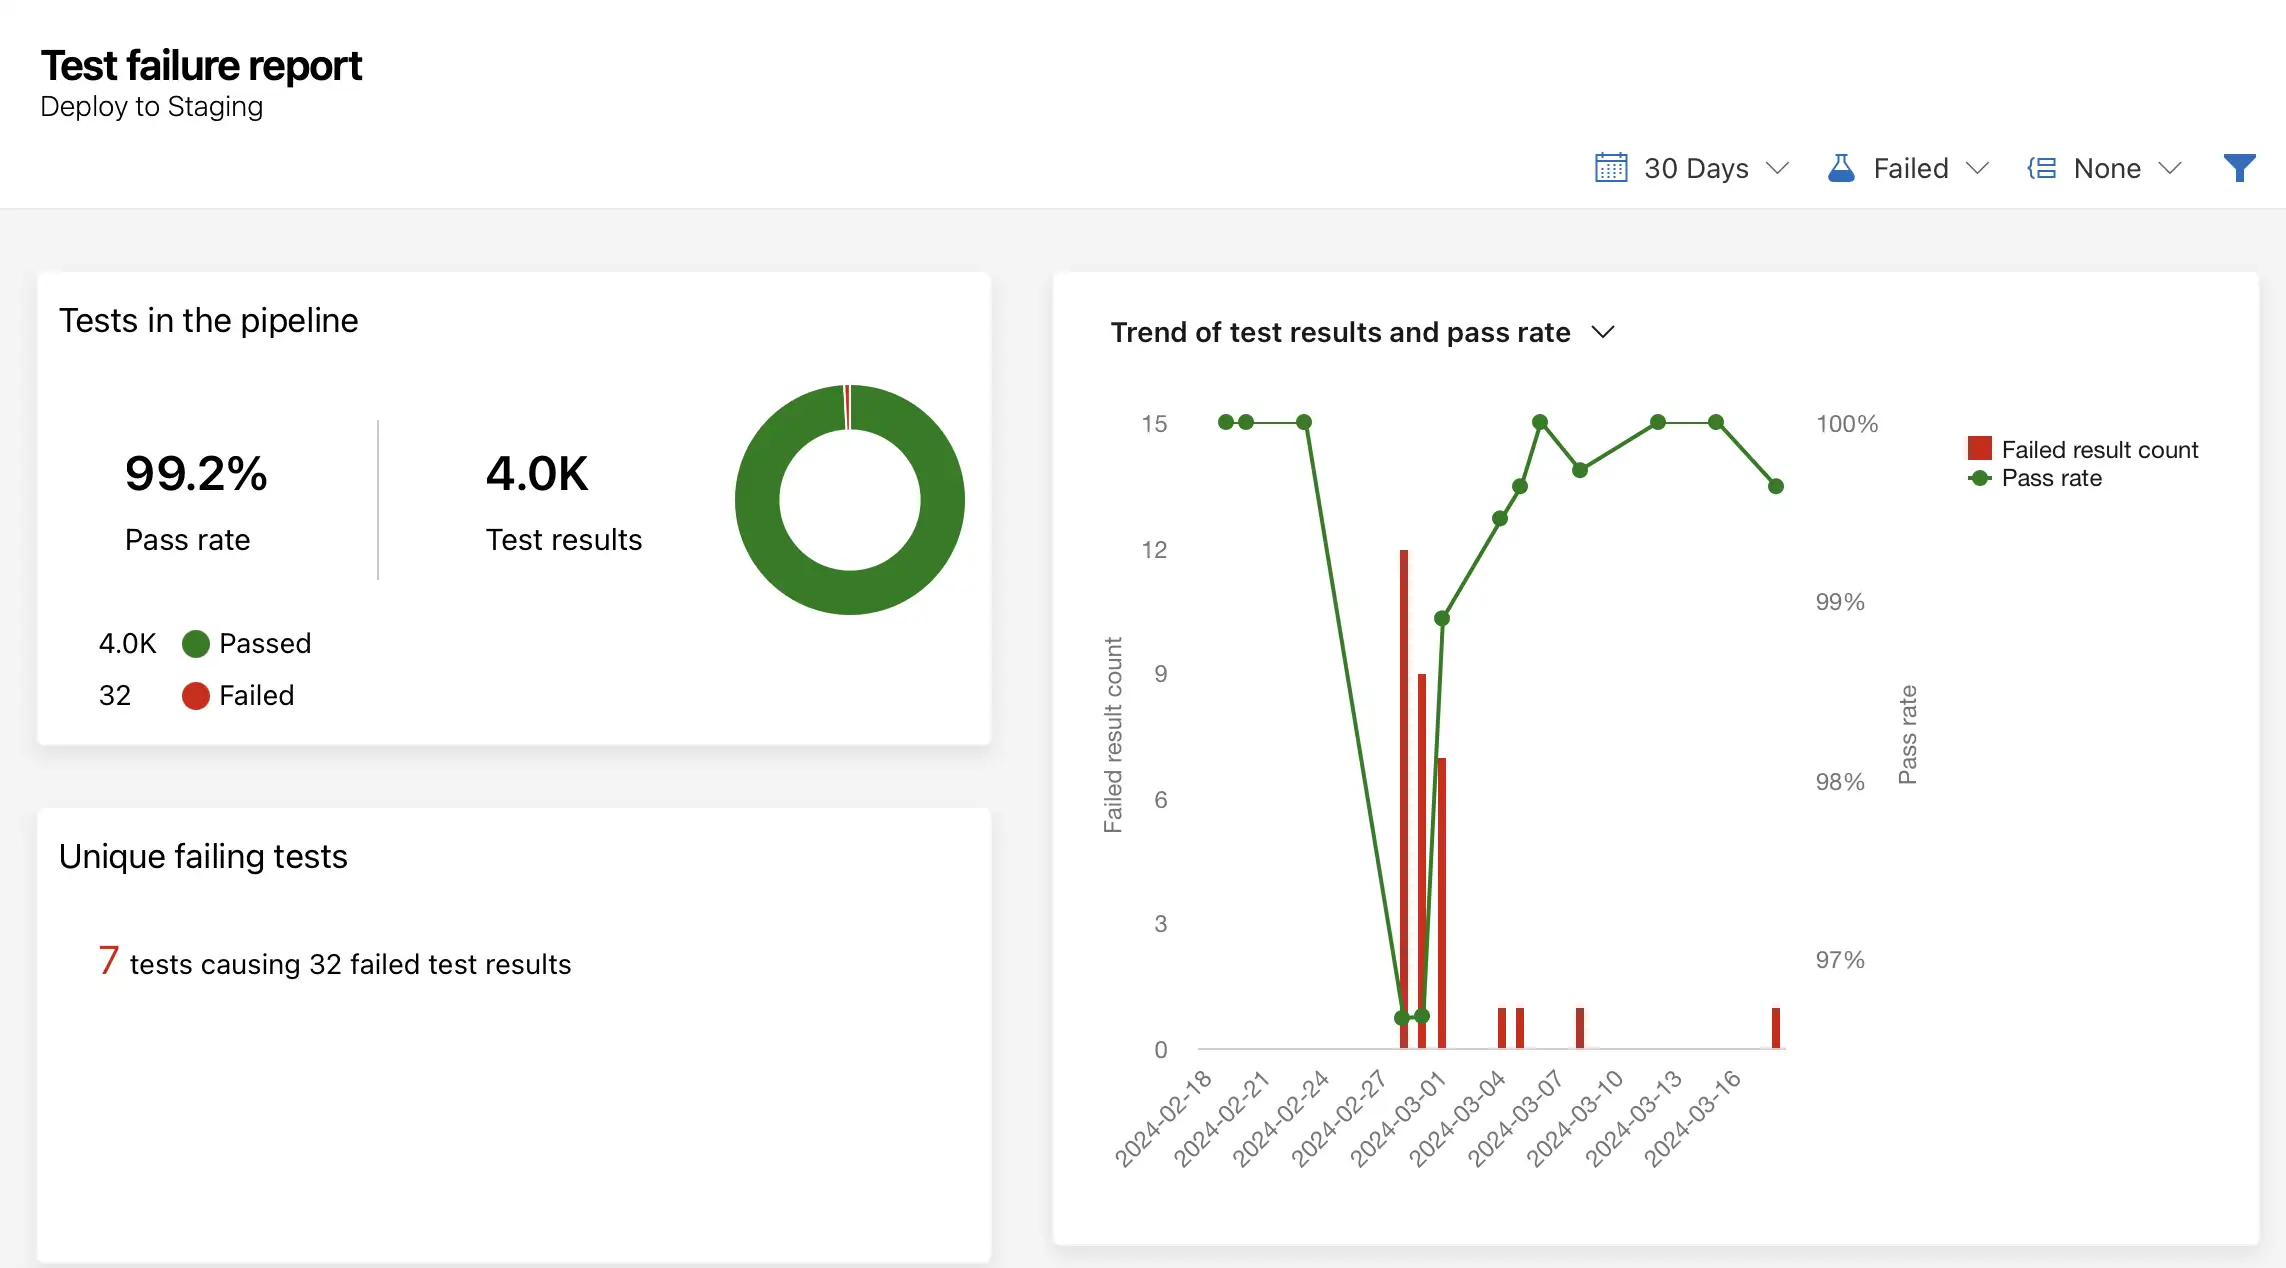 Test failure report
Deploy to Staging
30 Days
Failed
None
Tests in the pipeline
99.2%
Pass rate
4.0K
Test results
4.0K Passed
32 Failed
Unique failing tests
7 tests causing 32 failed test results
Trend of test results and pass rate
15
12
9
6
3
0
Failed result count
100%
99%
98%
97%
Pass rate
Failed result count
Pass rate
2024-02-18
2024-02-21
2024-02-24
2024-02-27
2024-03-01
2024-03-04
2024-03-07
2024-03-10
2024-03-13
2024-03-16